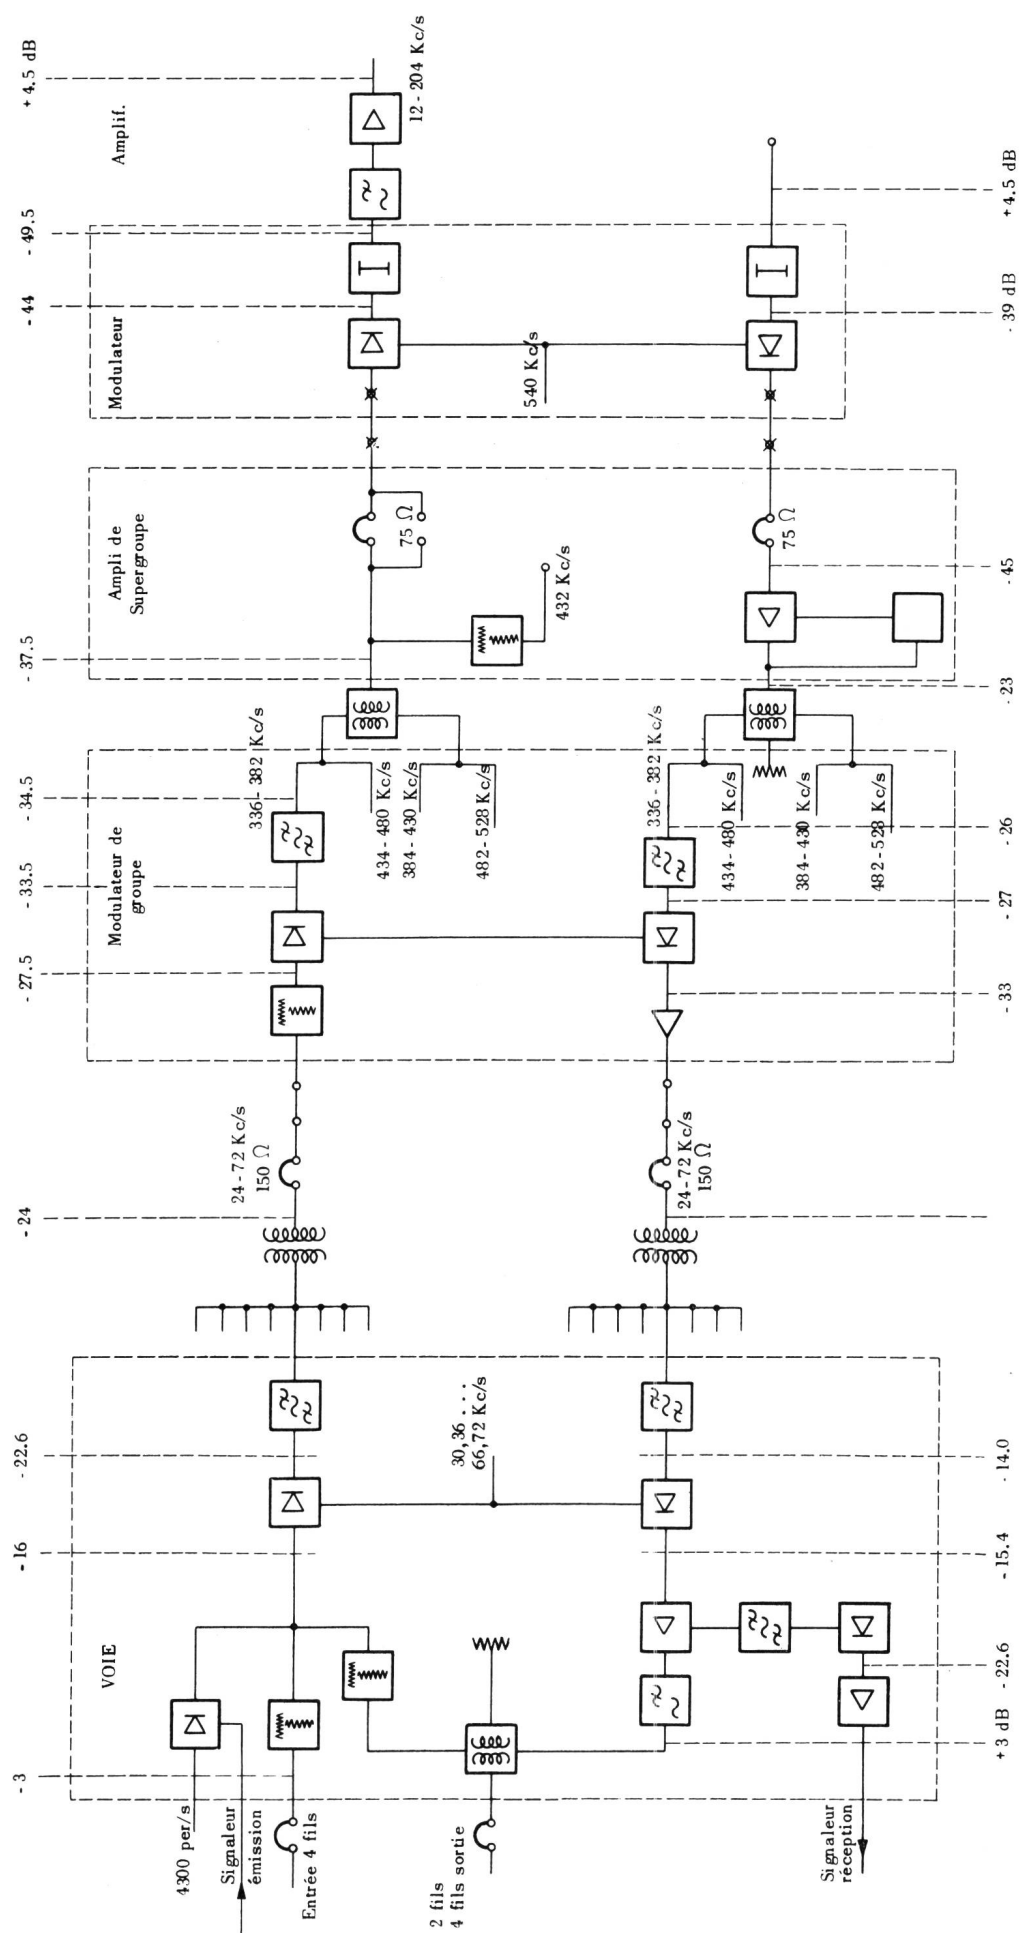 - 3
- 16
- 22.6
- 24
- 27.5
- 33.5
- 34.5
- 37.5
- 44
- 49.5
+ 4.5 dB
VOIE
Modulateur de
groupe
Ampli de
Supergroupe
Modulateur
Amplif.
4300 per/s
Signaleur
émission
Entrée 4 fils
24 - 72 Kc/s
150 Ω
336 - 382 Kc/s
434 - 480 Kc/s
384 - 430 Kc/s
482 - 528 Kc/s
75 Ω
432 Kc/s
12 - 204 Kc/s
2 fils
4 fils sortie
30,36 ...
66,72 Kc/s
540 Kc/s
24 - 72 Kc/s
150 Ω
336 - 382 Kc/s
434 - 480 Kc/s
384 - 430 Kc/s
482 - 528 Kc/s
75 Ω
Signaleur
réception
+ 3 dB
- 22.6
- 15.4
- 14.0
- 33
- 27
- 26
- 23
- 45
- 39 dB
+4.5 dB